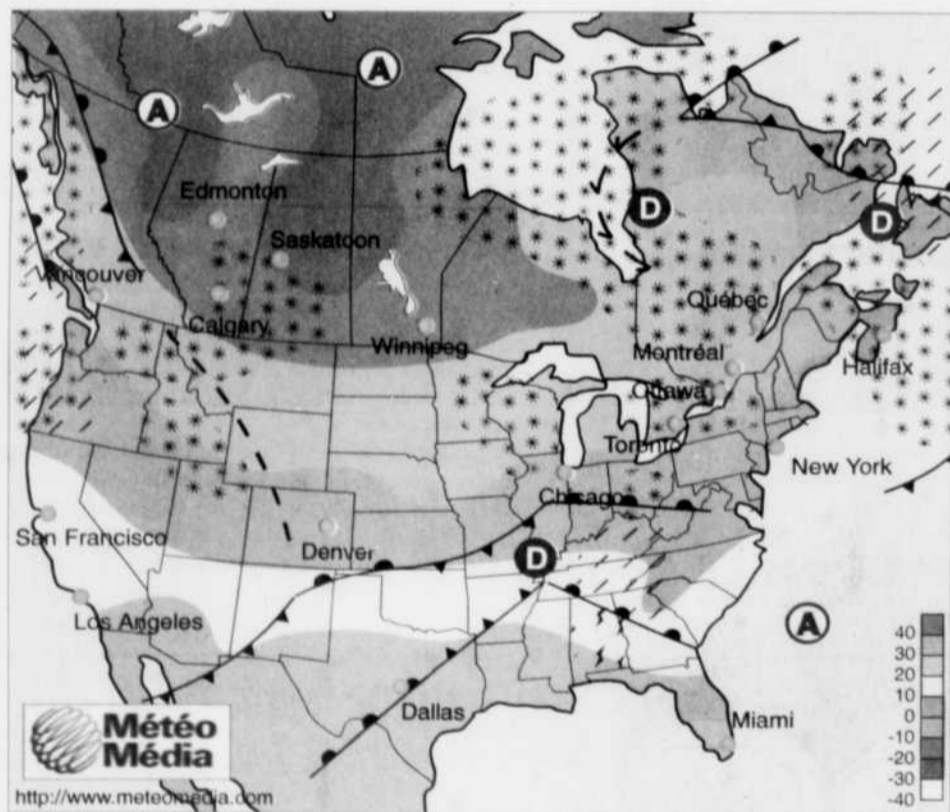 A
A
Edmonton
D
Saskatoon
D
Vancouver
Québec
Calgary
Winnipeg
Montréal
Halifax
Ottawa
Toronto
New York
Chicago
San Francisco
Denver
D
Los Angeles
A
40
30
20
10
0
-10
-20
-30
-40
Dallas
Miami
Météo
Média
http://www.meteomedia.com